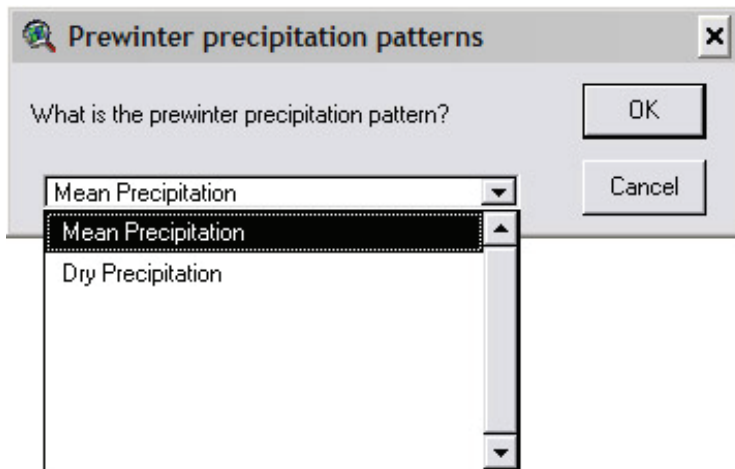 Prewinter precipitation patterns
What is the prewinter precipitation pattern?
OK
Cancel
Mean Precipitation
Mean Precipitation
Dry Precipitation